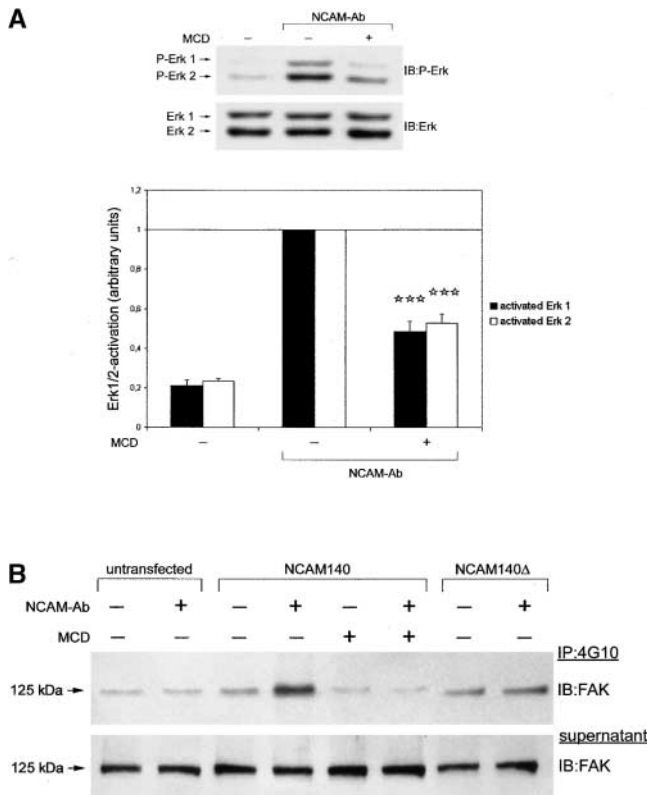 A
NCAM-Ab
MCD – – +
P-Erk 1
P-Erk 2
IB:P-Erk
Erk 1
Erk 2
IB:Erk
Erk1/2-activation (arbitrary units)
1,2
1
0,8
0,6
0,4
0,2
0
☆☆☆ ☆☆☆
activated Erk 1
activated Erk 2
MCD – – +
NCAM-Ab
B
untransfected NCAM140 NCAM140Δ
NCAM-Ab – + – + – + – +
MCD – – – – + + – –
IP:4G10
125 kDa
IB:FAK
supernatant
125 kDa
IB:FAK